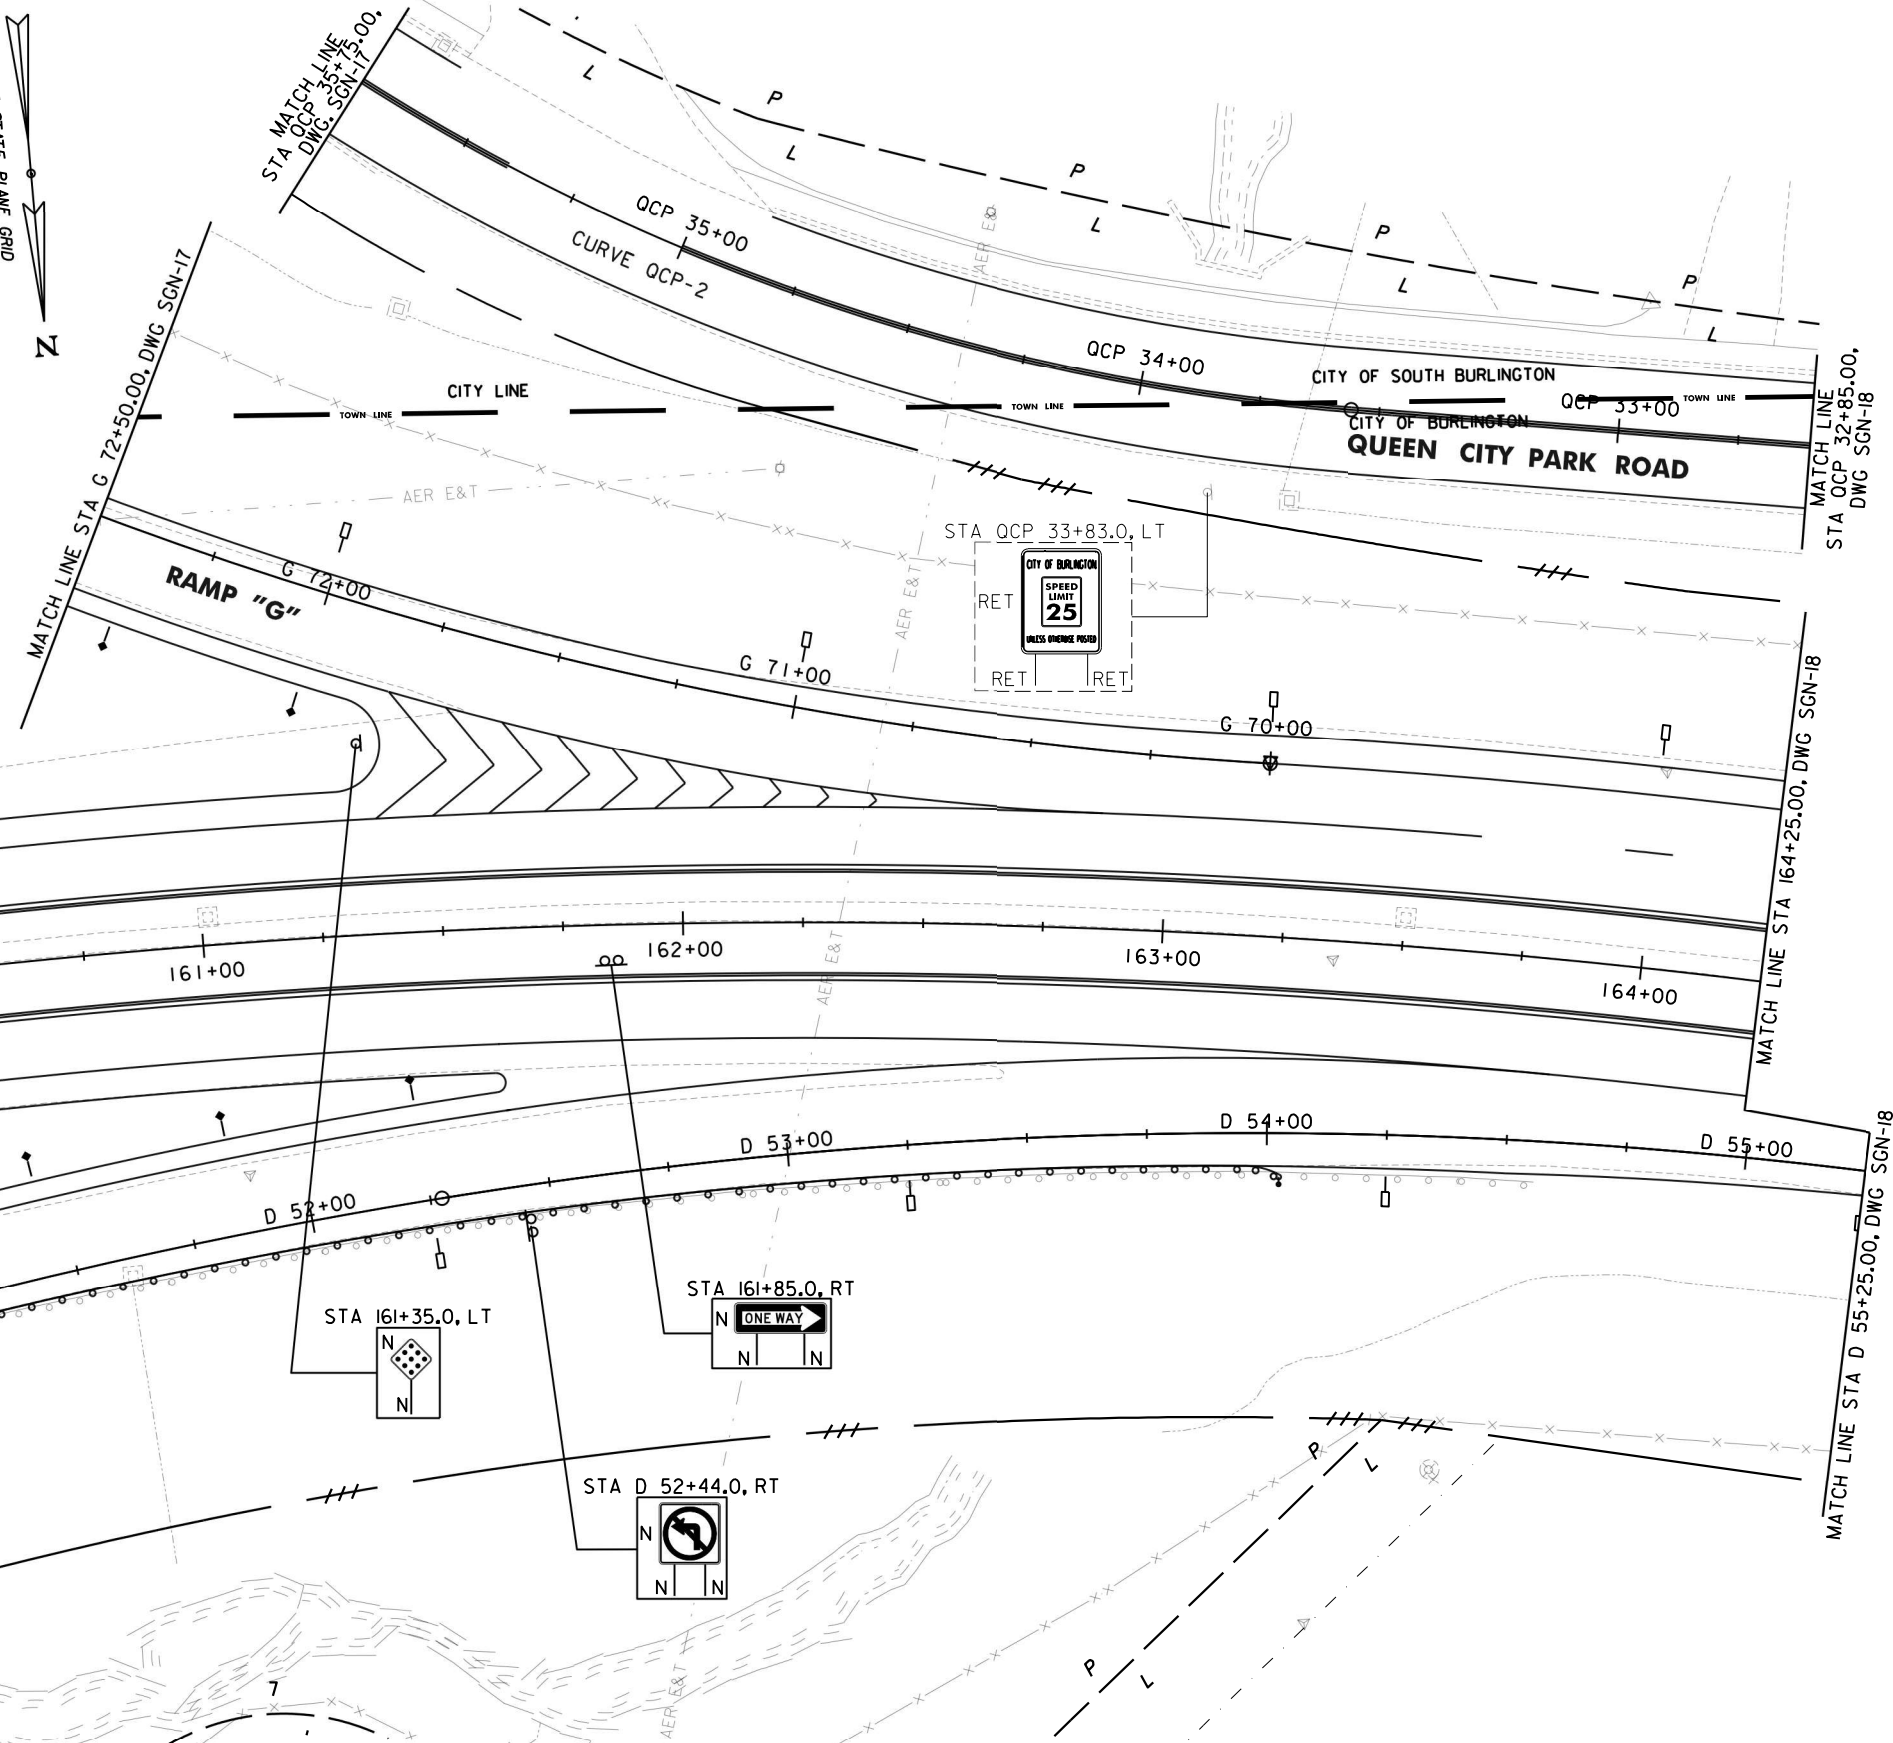 MATCH LINE
STA QCP 35+75.00,
DWG. SGN-17
STATE PLANE GRID
N
MATCH LINE STA G 72+50.00, DWG SGN-17
P
L
P
L
P
L
P
L
P
L
QCP 35+00
CURVE QCP-2
AER E&T
QCP 34+00
CITY LINE
TOWN LINE
TOWN LINE
TOWN LINE
CITY OF SOUTH BURLINGTON
QCP 33+00
CITY OF BURLINGTON
QUEEN CITY PARK ROAD
MATCH LINE
STA QCP 32+85.00,
DWG SGN-18
AER E&T
STA QCP 33+83.0, LT
RET
CITY OF BURLINGTON
SPEED
LIMIT
25
UNLESS OTHERWISE POSTED
RET
RET
AER E&T
G 72+00
RAMP "G"
G 71+00
G 70+00
MATCH LINE STA 164+25.00, DWG SGN-18
161+00
162+00
163+00
164+00
AER E&T
D 52+00
D 53+00
D 54+00
D 55+00
MATCH LINE STA D 55+25.00, DWG SGN-18
STA 161+35.0, LT
N
N
STA 161+85.0, RT
N
ONE WAY
N
N
STA D 52+44.0, RT
N
N
N
P
L
P
L
AER E&T
7